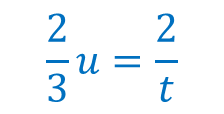 2/3 u = 2/t